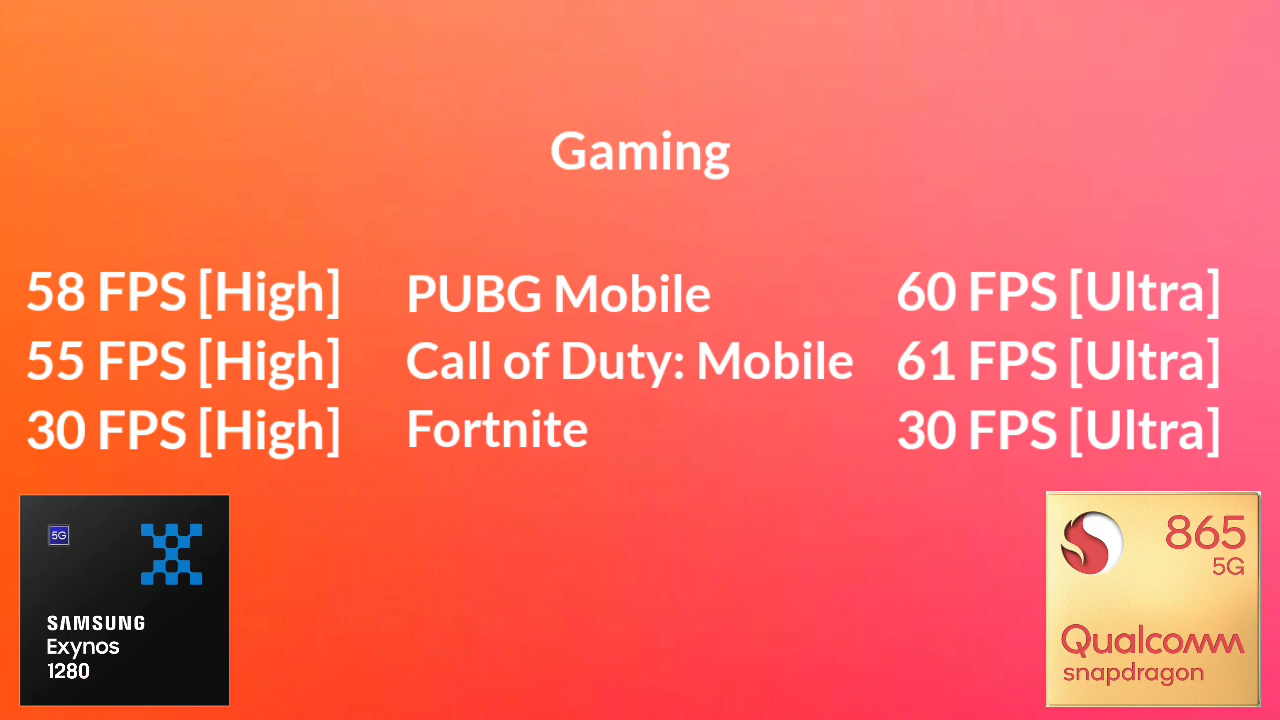 Gaming
58 FPS [High] PUBG Mobile 60 FPS [Ultra]
55 FPS [High] Call of Duty: Mobile 61 FPS [Ultra]
30 FPS [High] Fortnite 30 FPS [Ultra]
5G
SAMSUNG
Exynos
1280
865
5G
Qualcomm
snapdragon